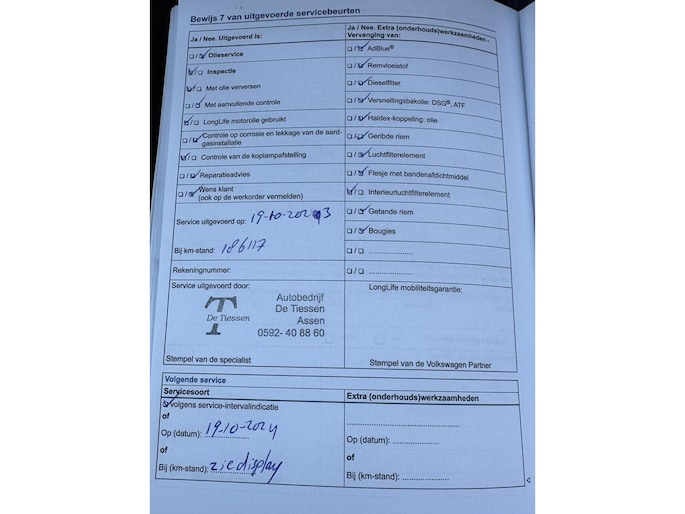 Bewijs 7 van uitgevoerde servicebeurten
Ja / Nee. Uitgevoerd is:
☐ / ☑ Olieservice
☑ / ☐ Inspectie
☑ / ☐ Met olie verversen
☐ / ☑ Met aanvullende controle
☑ / ☐ LongLife motorolie gebruikt
☐ / ☑ Controle op corrosie en lekkage van de aard-
gasinstallatie
☑ / ☐ Controle van de koplampafstelling
☐ / ☑ Reparatieadvies
☐ / ☑ Wens klant
(ook op de werkorder vermelden)
Service uitgevoerd op: 19-10-2023
Bij km-stand: 186117
Rekeningnummer:
Service uitgevoerd door:
T
De Tiessen
Autobedrijf
De Tiessen
Assen
0592- 40 88 60
Stempel van de specialist
Ja / Nee. Extra (onderhouds)werkzaamheden -
Vervanging van:
☐ / ☑ AdBlue®
☐ / ☑ Remvloeistof
☐ / ☑ Dieselfilter
☐ / ☑ Versnellingsbakolie: DSG®, ATF
☐ / ☑ Haldex-koppeling: olie
☐ / ☑ Geribde riem
☐ / ☑ Luchtfilterelement
☐ / ☑ Flesje met bandenafdichtmiddel
☑ / ☐ Interieurluchtfilterelement
☐ / ☑ Getande riem
☐ / ☑ Bougies
☐ / ☐ ..................
☐ / ☐ ..................
LongLife mobiliteitsgarantie:
Stempel van de Volkswagen Partner
Volgende service
Servicesoort
☑ volgens service-intervalindicatie
of
Op (datum): 19-10-2024
of
Bij (km-stand): zie display
Extra (onderhouds)werkzaamheden
..............................
Op (datum): ..................
of
Bij (km-stand): ..................